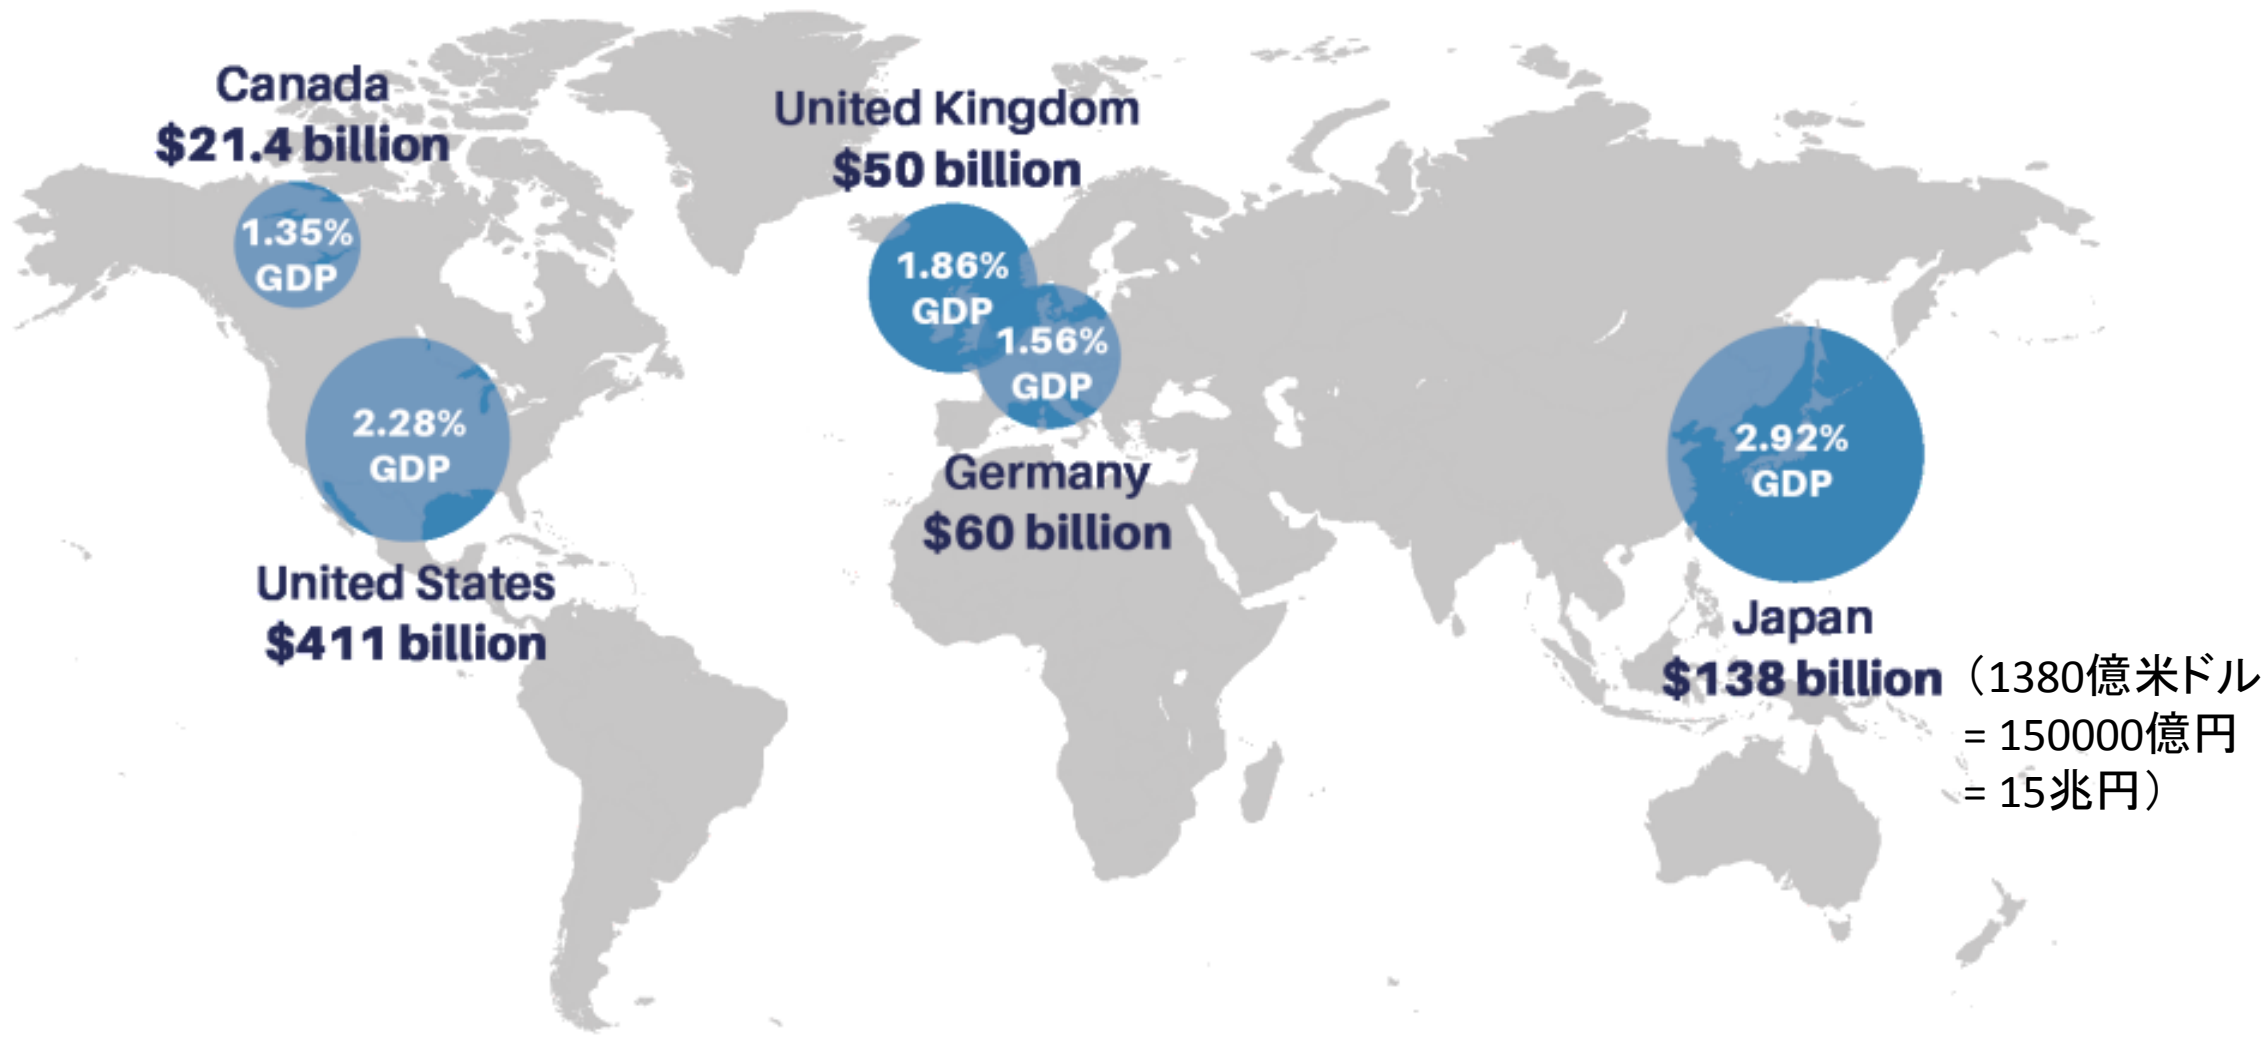 Canada
$21.4 billion
1.35%
GDP
United Kingdom
$50 billion
1.86%
GDP
1.56%
GDP
Germany
$60 billion
2.28%
GDP
United States
$411 billion
2.92%
GDP
Japan
$138 billion（1380億米ドル
= 150000億円
= 15兆円）